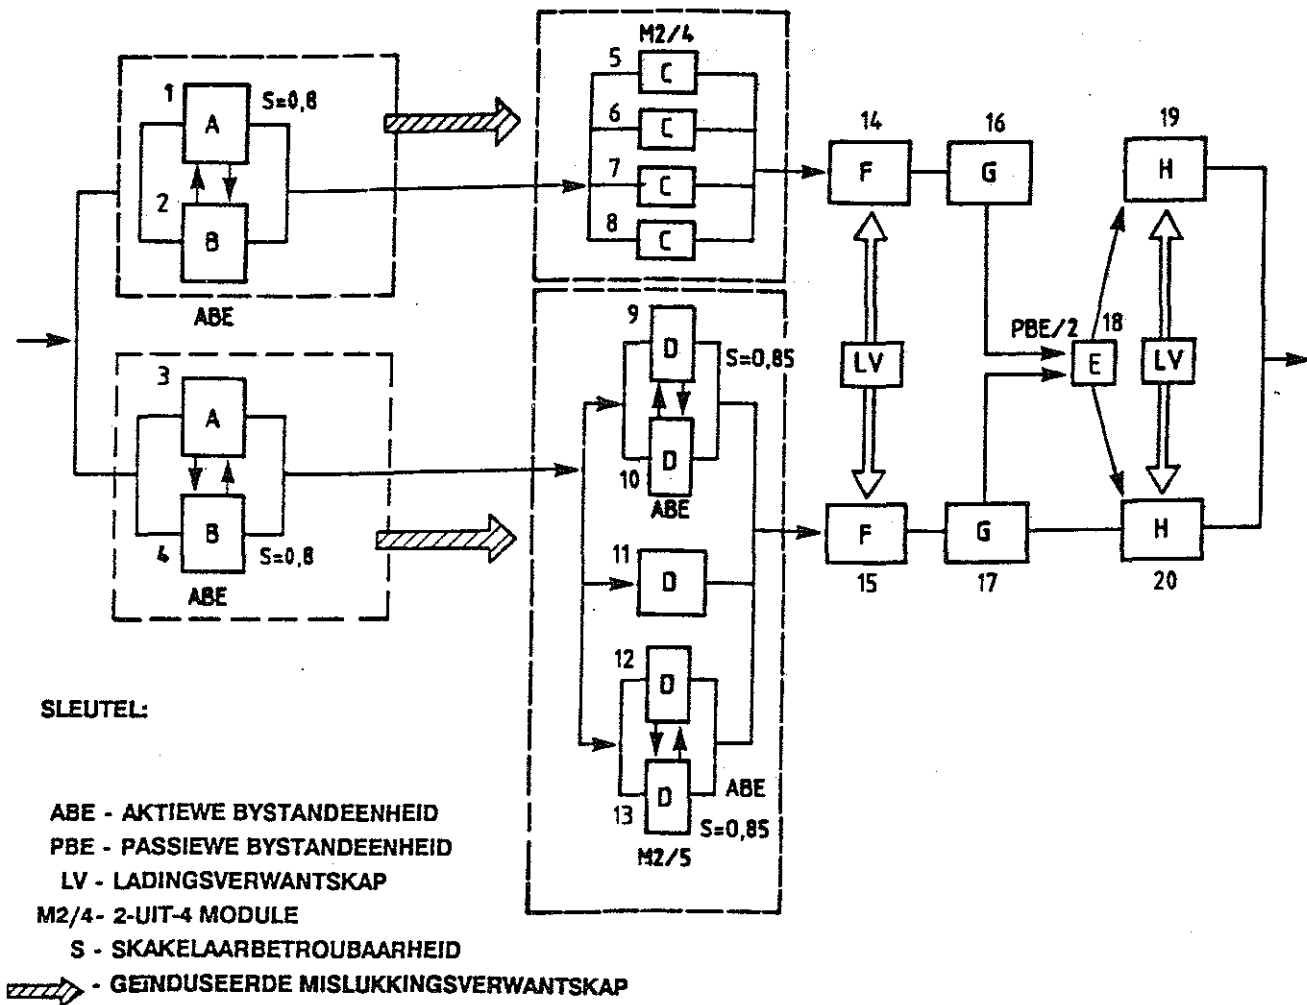 M2/4
1
A
S=0,8
2
B
ABE
5
C
6
C
7
C
8
C
14
F
16
G
19
H
3
A
4
B
S=0,8
ABE
9
D
S=0,85
D
10
ABE
11
D
12
D
D
13
ABE
S=0,85
M2/5
LV
PBE/2
18
E
LV
F
15
G
17
H
20
SLEUTEL:
ABE - AKTIEWE BYSTANDEENHEID
PBE - PASSIEWE BYSTANDEENHEID
LV - LADINGSVERWANTSKAP
M2/4- 2-UIT-4 MODULE
S - SKAKELAARBETROUBAARHEID
- GEÏNDUSEERDE MISLUKKINGSVERWANTSKAP